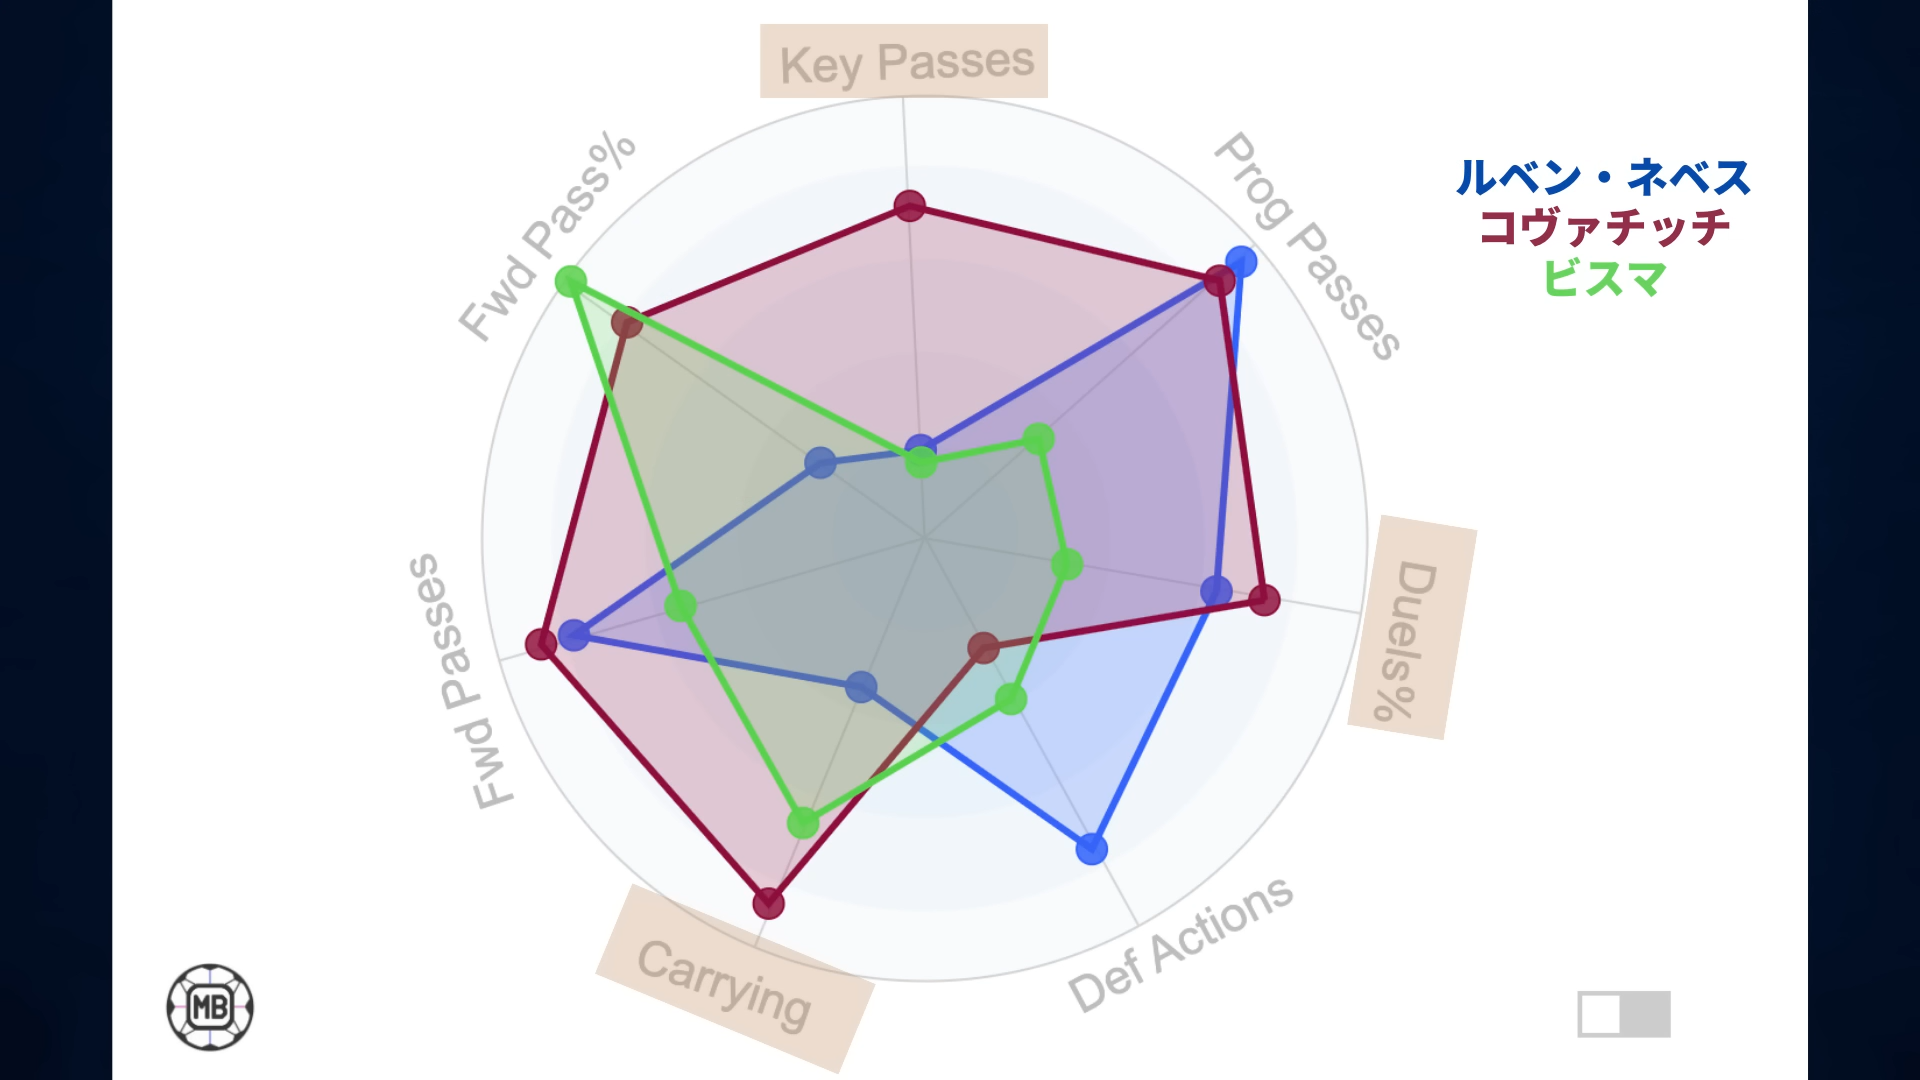 Key Passes
Fwd Pass%
Prog Passes
ルベン・ネベス
コヴァチッチ
ビスマ
Duels%
Fwd Passes
Def Actions
Carrying
MB